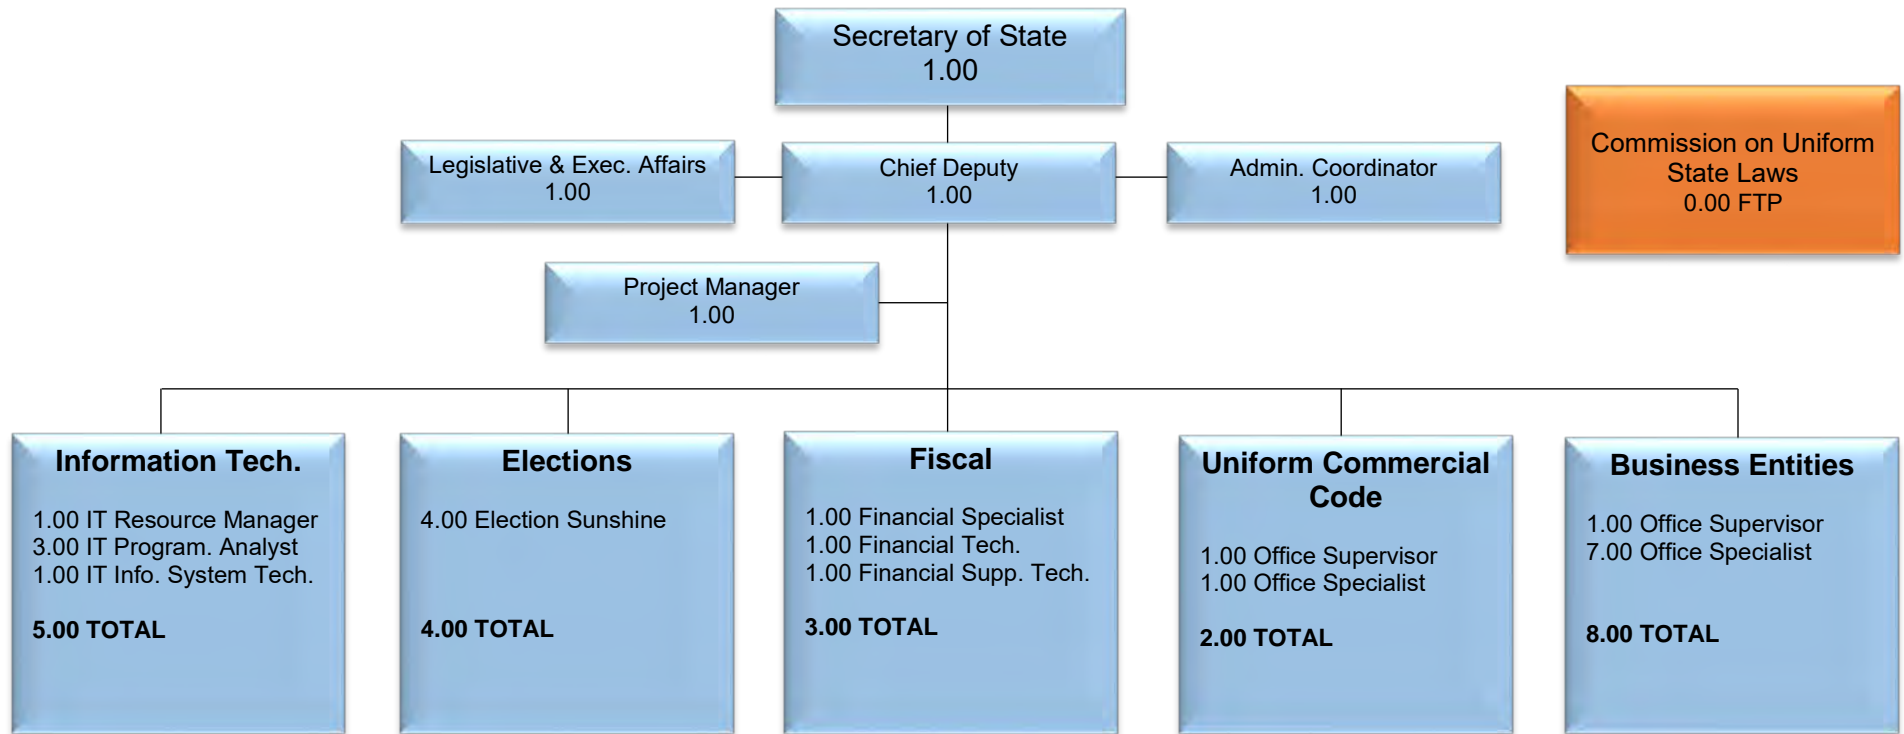 Secretary of State
1.00
Commission on Uniform
State Laws
0.00 FTP
Legislative & Exec. Affairs
1.00
Chief Deputy
1.00
Admin. Coordinator
1.00
Project Manager
1.00
Information Tech.
1.00 IT Resource Manager
3.00 IT Program. Analyst
1.00 IT Info. System Tech.
5.00 TOTAL
Elections
4.00 Election Sunshine
4.00 TOTAL
Fiscal
1.00 Financial Specialist
1.00 Financial Tech.
1.00 Financial Supp. Tech.
3.00 TOTAL
Uniform Commercial
Code
1.00 Office Supervisor
1.00 Office Specialist
2.00 TOTAL
Business Entities
1.00 Office Supervisor
7.00 Office Specialist
8.00 TOTAL